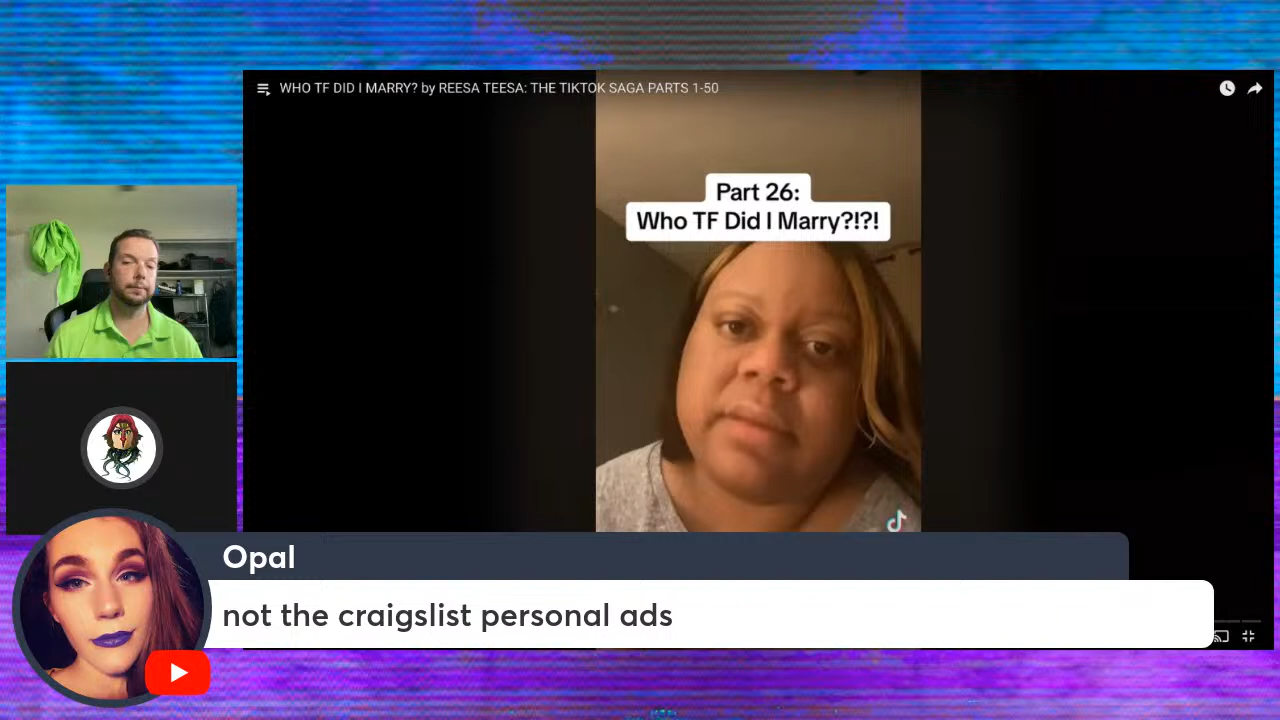 WHO TF DID I MARRY? by REESA TEESA: THE TIKTOK SAGA PARTS 1-50
Part 26:
Who TF Did I Marry?!?!
Opal
not the craigslist personal ads